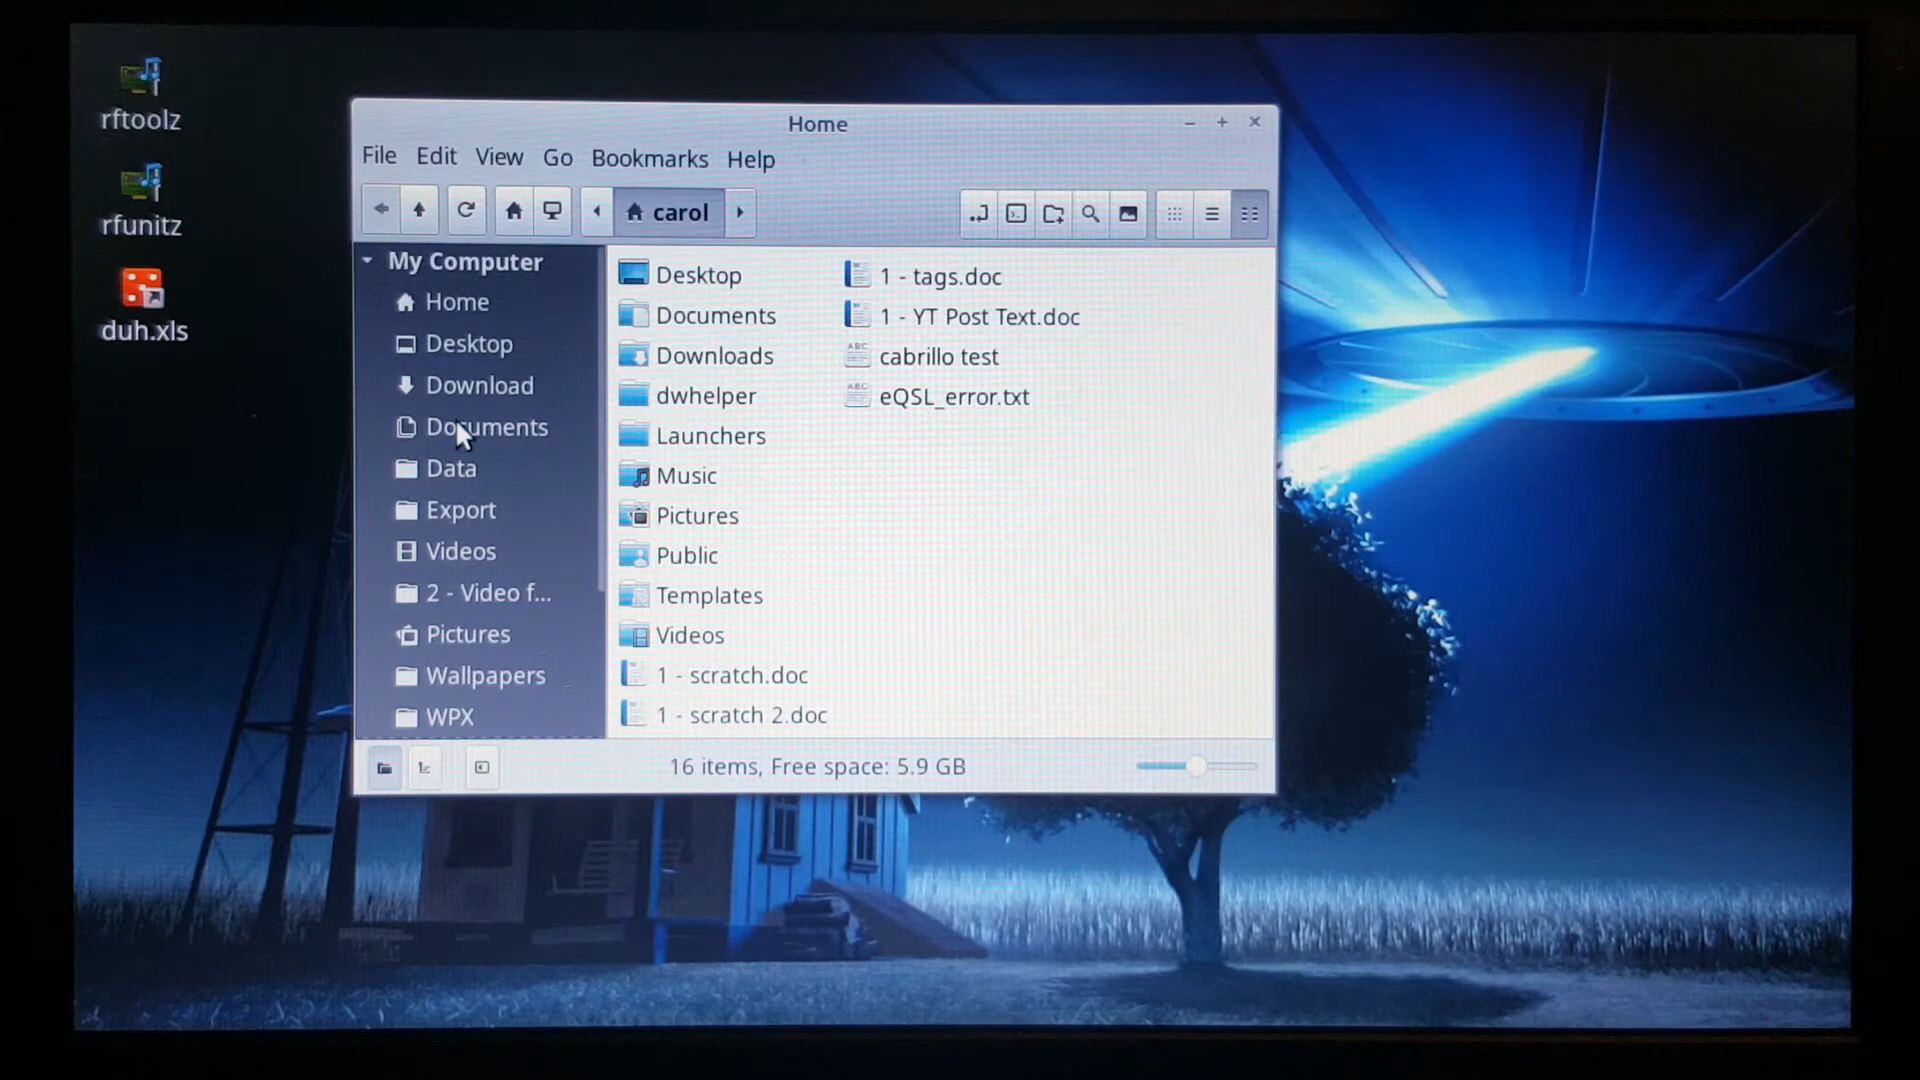 rftoolz
rfunitz
duh.xls
Home
File Edit View Go Bookmarks Help
carol
My Computer
Home
Desktop
Download
Documents
Data
Export
Videos
2 - Video f...
Pictures
Wallpapers
WPX
Desktop
Documents
Downloads
dwhelper
Launchers
Music
Pictures
Public
Templates
Videos
1 - scratch.doc
1 - scratch 2.doc
1 - tags.doc
1 - YT Post Text.doc
ABC cabrillo test
ABC eQSL_error.txt
16 items, Free space: 5.9 GB